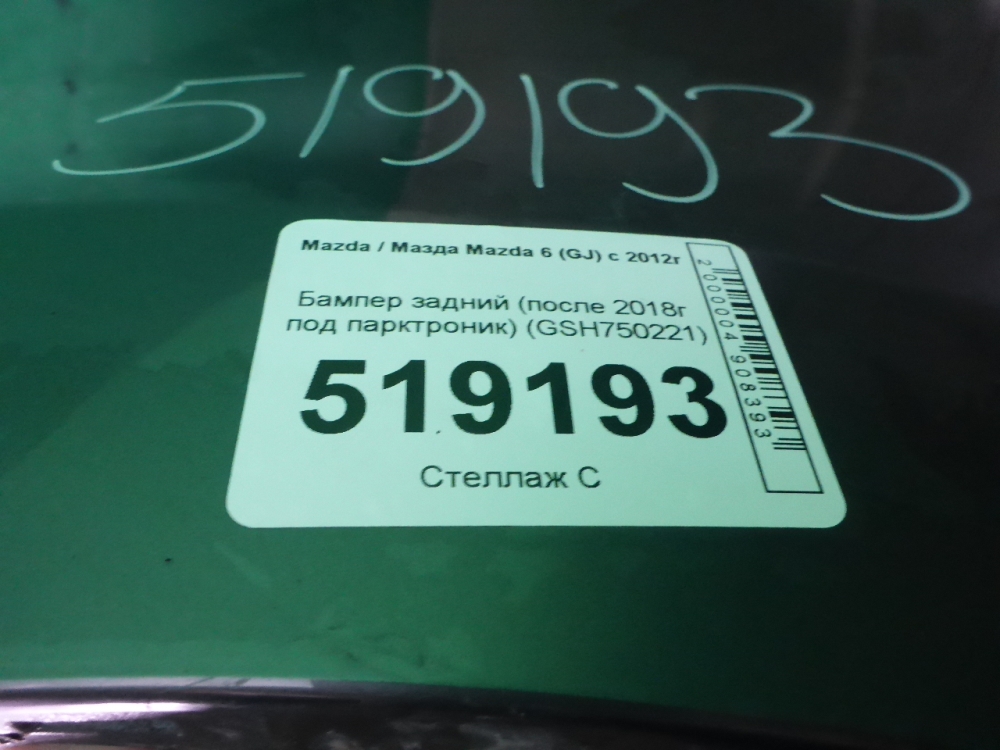 519193
Mazda / Мазда Mazda 6 (GJ) с 2012г
Бампер задний (после 2018г
под парктроник) (GSH750221)
519193
Стеллаж С
2000004908393